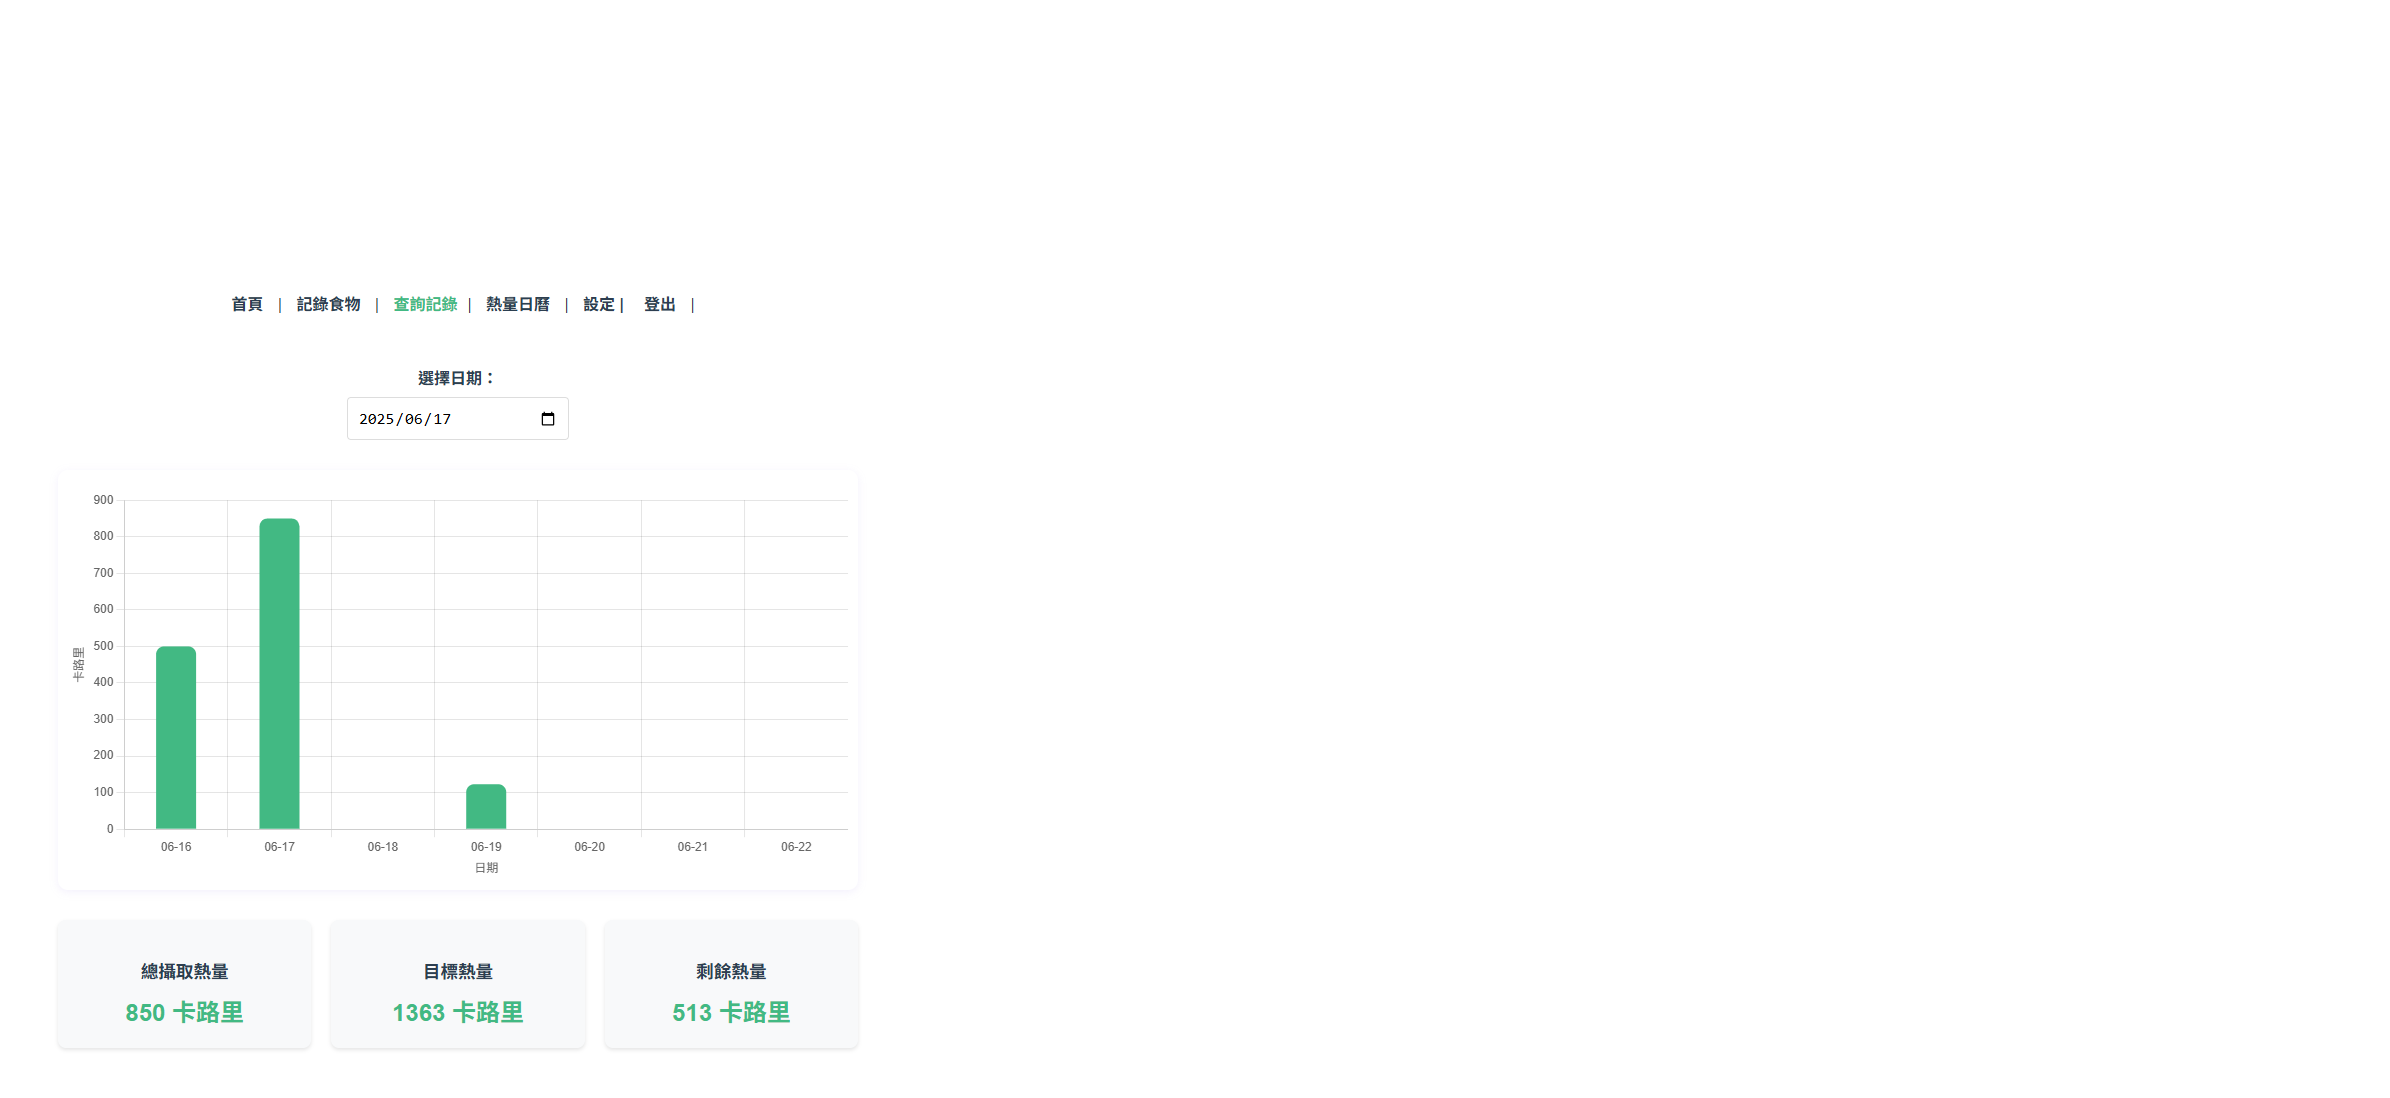 首頁 | 記錄食物 | 查詢記錄 | 熱量日曆 | 設定 | 登出 |
選擇日期：
2025/06/17
900
800
700
600
500
400
300
200
100
0
卡路里
06-16 06-17 06-18 06-19 06-20 06-21 06-22
日期
總攝取熱量
850 卡路里
目標熱量
1363 卡路里
剩餘熱量
513 卡路里